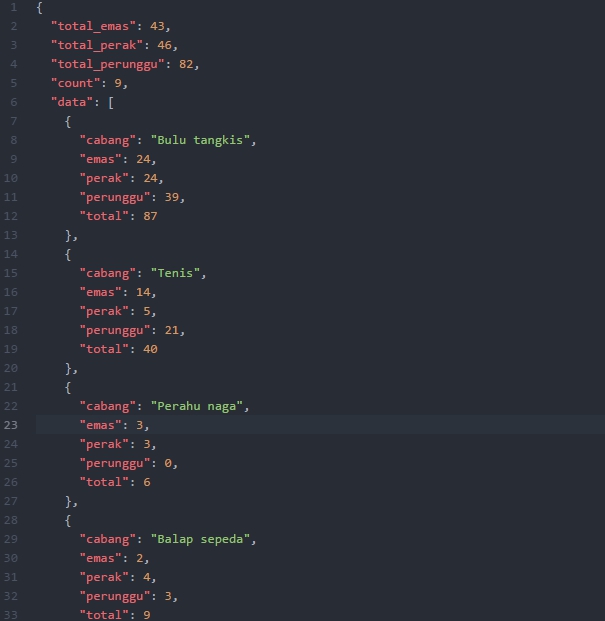 1 {
2 "total_emas": 43,
3 "total_perak": 46,
4 "total_perunggu": 82,
5 "count": 9,
6 "data": [
7 {
8 "cabang": "Bulu tangkis",
9 "emas": 24,
10 "perak": 24,
11 "perunggu": 39,
12 "total": 87
13 },
14 {
15 "cabang": "Tenis",
16 "emas": 14,
17 "perak": 5,
18 "perunggu": 21,
19 "total": 40
20 },
21 {
22 "cabang": "Perahu naga",
23 "emas": 3,
24 "perak": 3,
25 "perunggu": 0,
26 "total": 6
27 },
28 {
29 "cabang": "Balap sepeda",
30 "emas": 2,
31 "perak": 4,
32 "perunggu": 3,
33 "total": 9